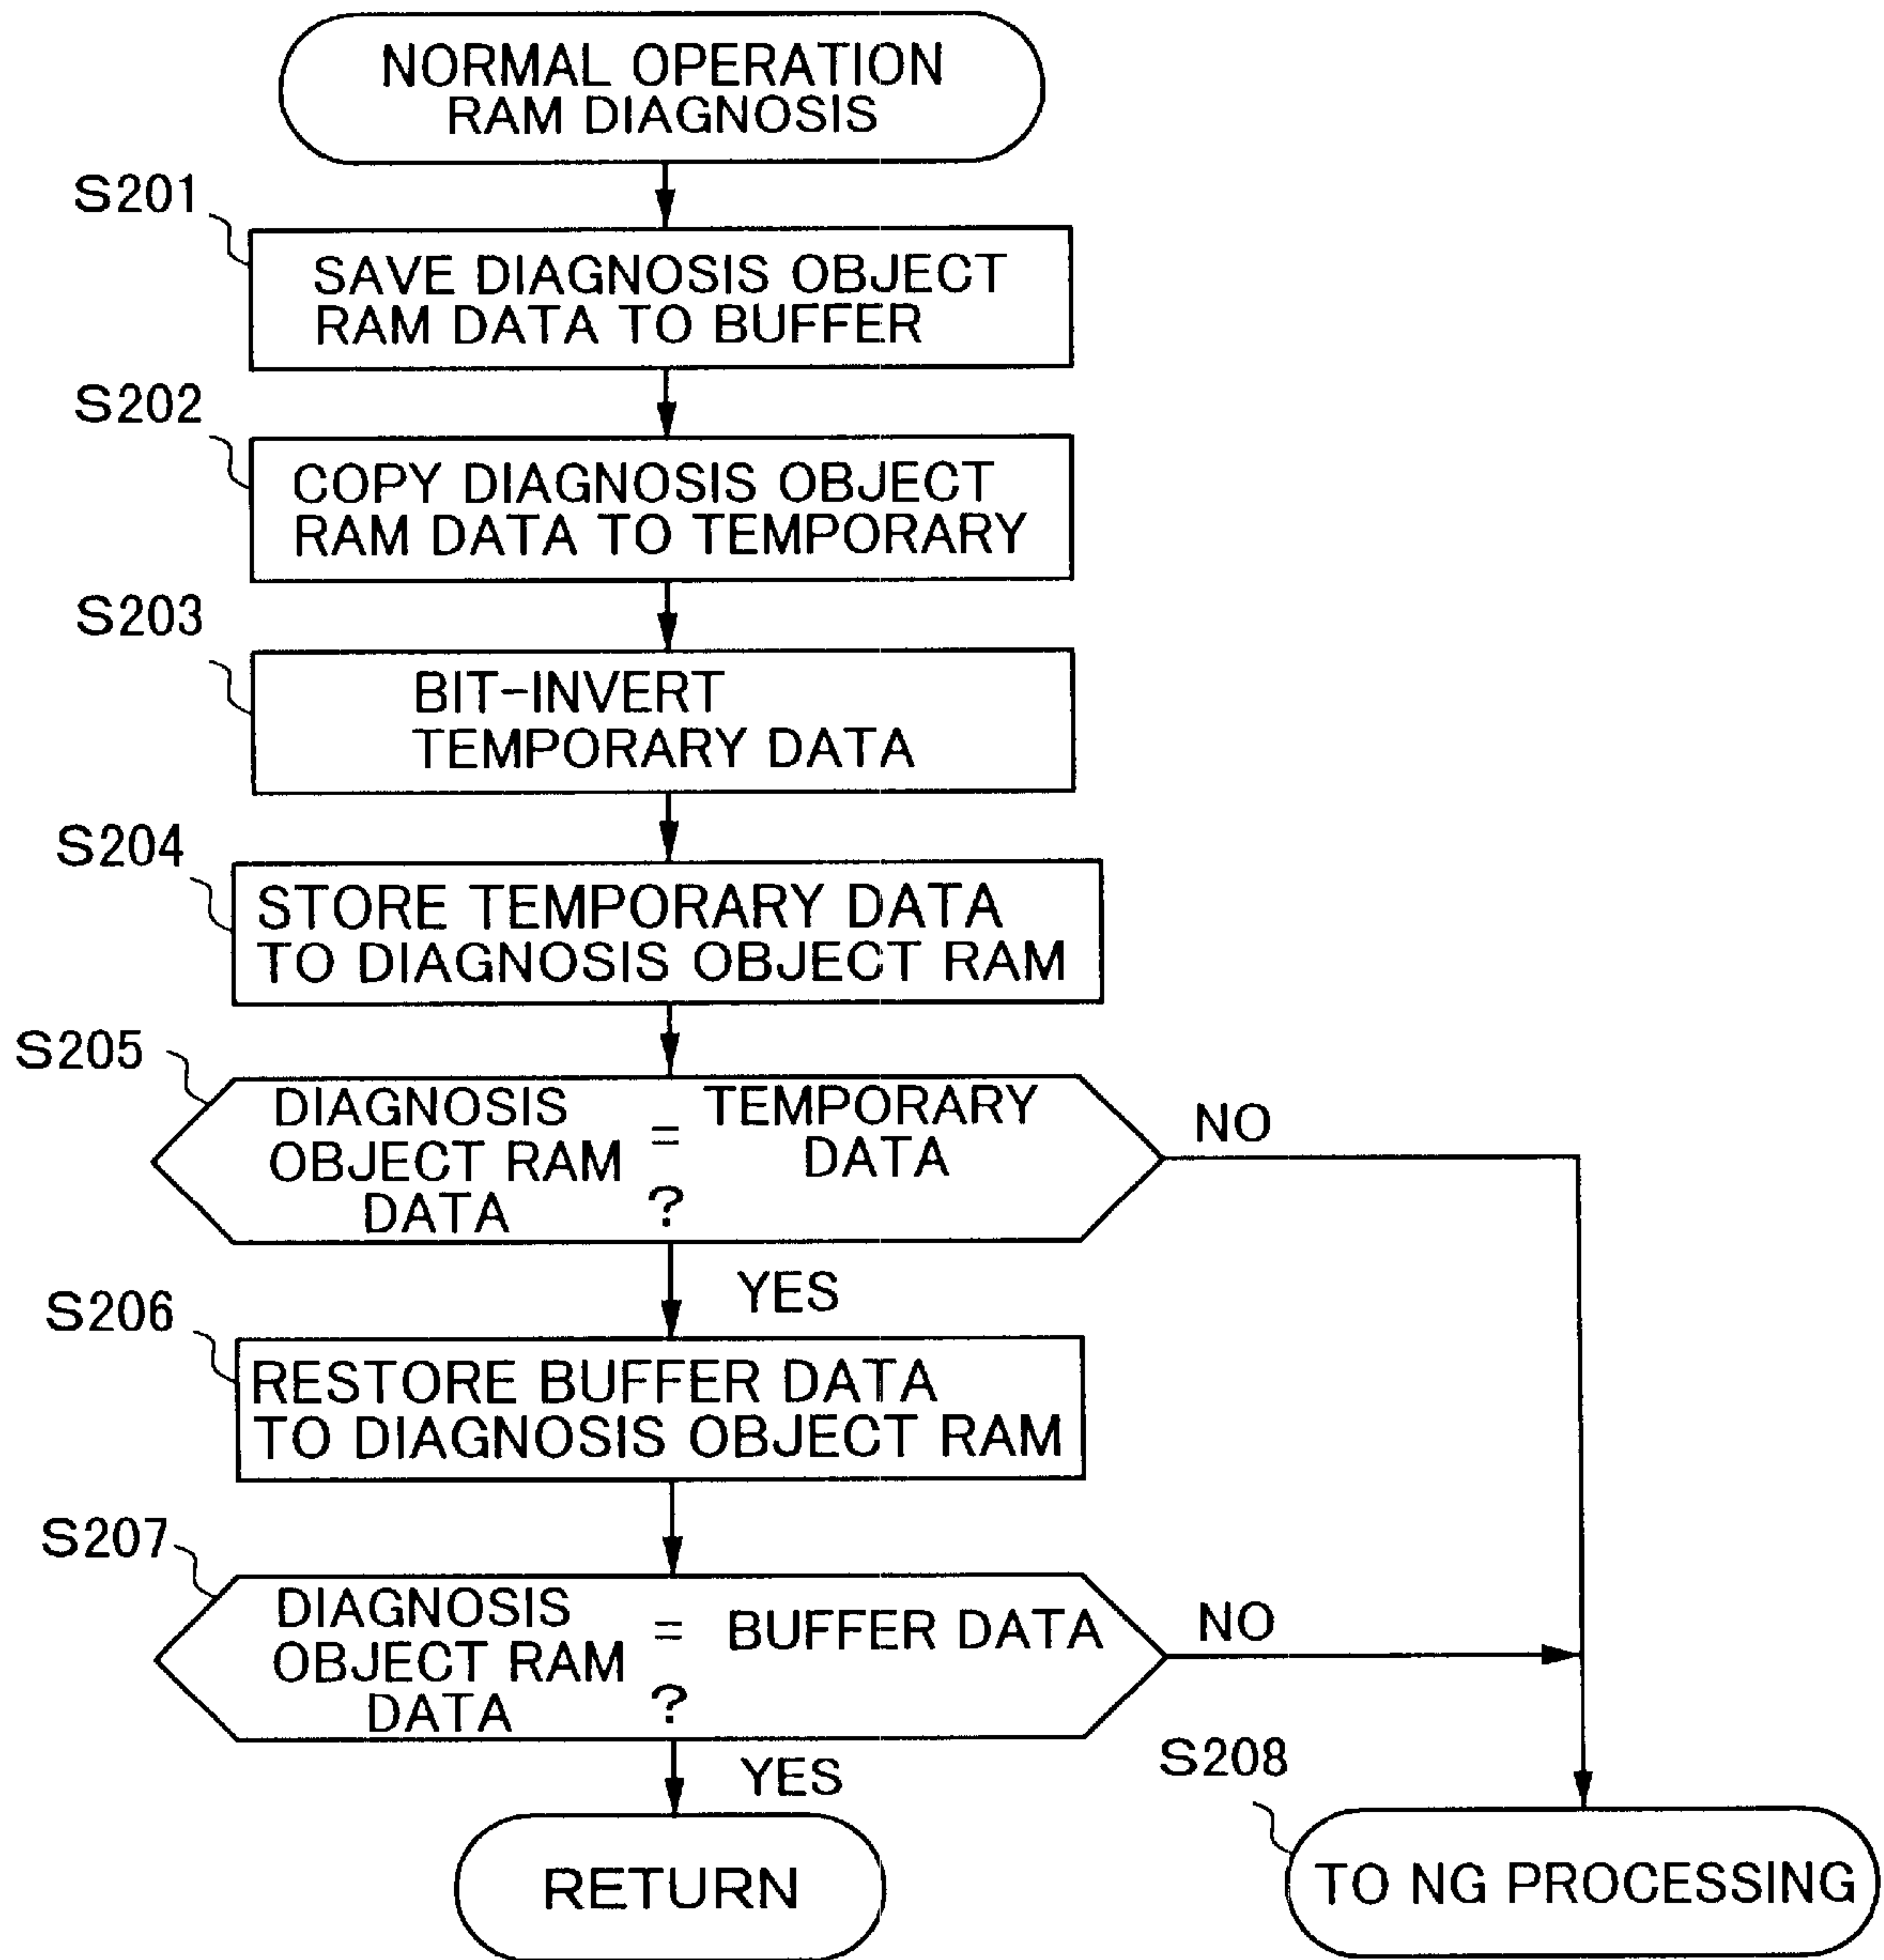 NORMAL OPERATION
RAM DIAGNOSIS
S201
SAVE DIAGNOSIS OBJECT
RAM DATA TO BUFFER
S202
COPY DIAGNOSIS OBJECT
RAM DATA TO TEMPORARY
S203
BIT-INVERT
TEMPORARY DATA
S204
STORE TEMPORARY DATA
TO DIAGNOSIS OBJECT RAM
S205
DIAGNOSIS
OBJECT RAM
DATA
=
?
TEMPORARY
DATA
NO
YES
S206
RESTORE BUFFER DATA
TO DIAGNOSIS OBJECT RAM
S207
DIAGNOSIS
OBJECT RAM
DATA
=
?
BUFFER DATA
NO
YES
S208
RETURN
TO NG PROCESSING